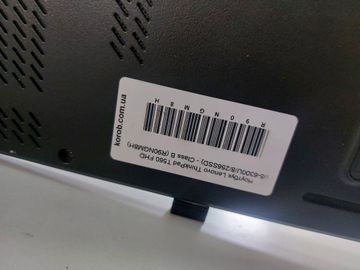 Ноутбук Lenovo ThinkPad T560 FHD
i5-6300U/8/256SSD) - Class B (R90NGM8H)
R90NGM8H
korob.com.ua